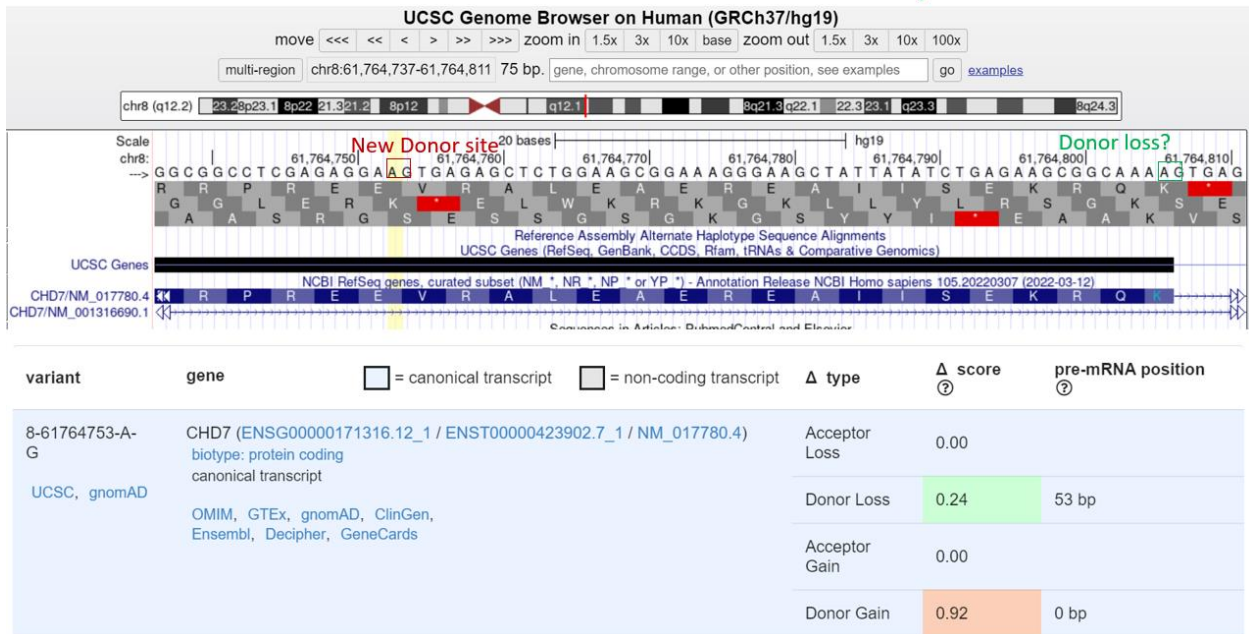 UCSC Genome Browser on Human (GRCh37/hg19)
move <<< << < > >> >>> zoom in 1.5x 3x 10x base zoom out 1.5x 3x 10x 100x
multi-region chr8:61,764,737-61,764,811 75 bp. gene, chromosome range, or other position, see examples go examples
chr8 (q12.2) 23.2 8p23.1 8p22 21.3 21.2 8p12 q12.1 8q21.3 q22.1 22.3 23.1 q23.3 8q24.3
Scale New Donor site 20 bases hg19 Donor loss?
chr8: 61,764,750 61,764,760 61,764,770 61,764,780 61,764,790 61,764,800 61,764,810
---> G G C G G C C T C G A G A G G A A G T G A G A G C T C T G G A A G C G G A A A G G G A A G C T A T T A T A T C T G A G A A G C G G C A A A A G T G A G
R R P R E E V R A L E A E R E A I I S E K R Q K *
G G L E R K * E L W K R K G K L L Y L R S G K S E
A A S R G S E S S G S G K G S Y Y I * E A A K V S
Reference Assembly Alternate Haplotype Sequence Alignments
UCSC Genes (RefSeq, GenBank, CCDS, Rfam, tRNAs & Comparative Genomics)
UCSC Genes
NCBI RefSeq genes, curated subset (NM_*, NR_*, NP_* or YP_*) - Annotation Release NCBI Homo sapiens 105.20220307 (2022-03-12)
CHD7/NM_017780.4 R P R E E V R A L E A E R E A I I S E K R Q K
CHD7/NM_001316690.1
Sequences in Articles: PubmedCentral and Elsevier
variant gene = canonical transcript = non-coding transcript Δ type Δ score ? pre-mRNA position ?
8-61764753-A-G
UCSC, gnomAD
CHD7 (ENSG00000171316.12_1 / ENST00000423902.7_1 / NM_017780.4)
biotype: protein coding
canonical transcript
OMIM, GTEx, gnomAD, ClinGen,
Ensembl, Decipher, GeneCards
Acceptor Loss 0.00
Donor Loss 0.24 53 bp
Acceptor Gain 0.00
Donor Gain 0.92 0 bp